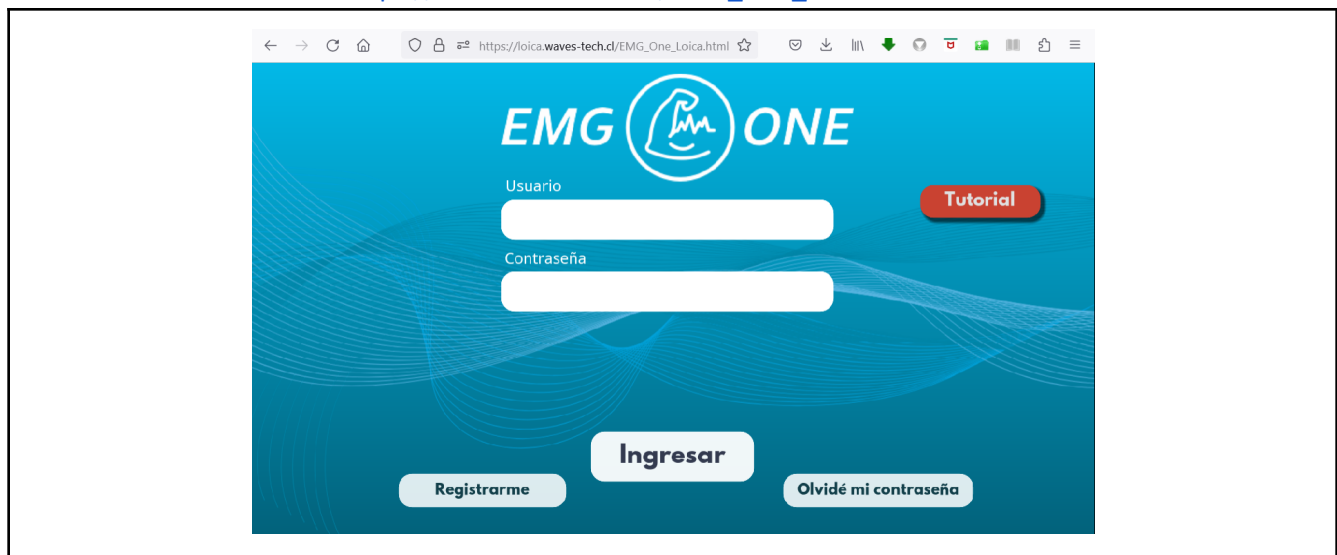 https://loica.waves-tech.cl/EMG_One_Loica.html
EMG ONE
Usuario
Tutorial
Contraseña
Ingresar
Registrarme
Olvidé mi contraseña